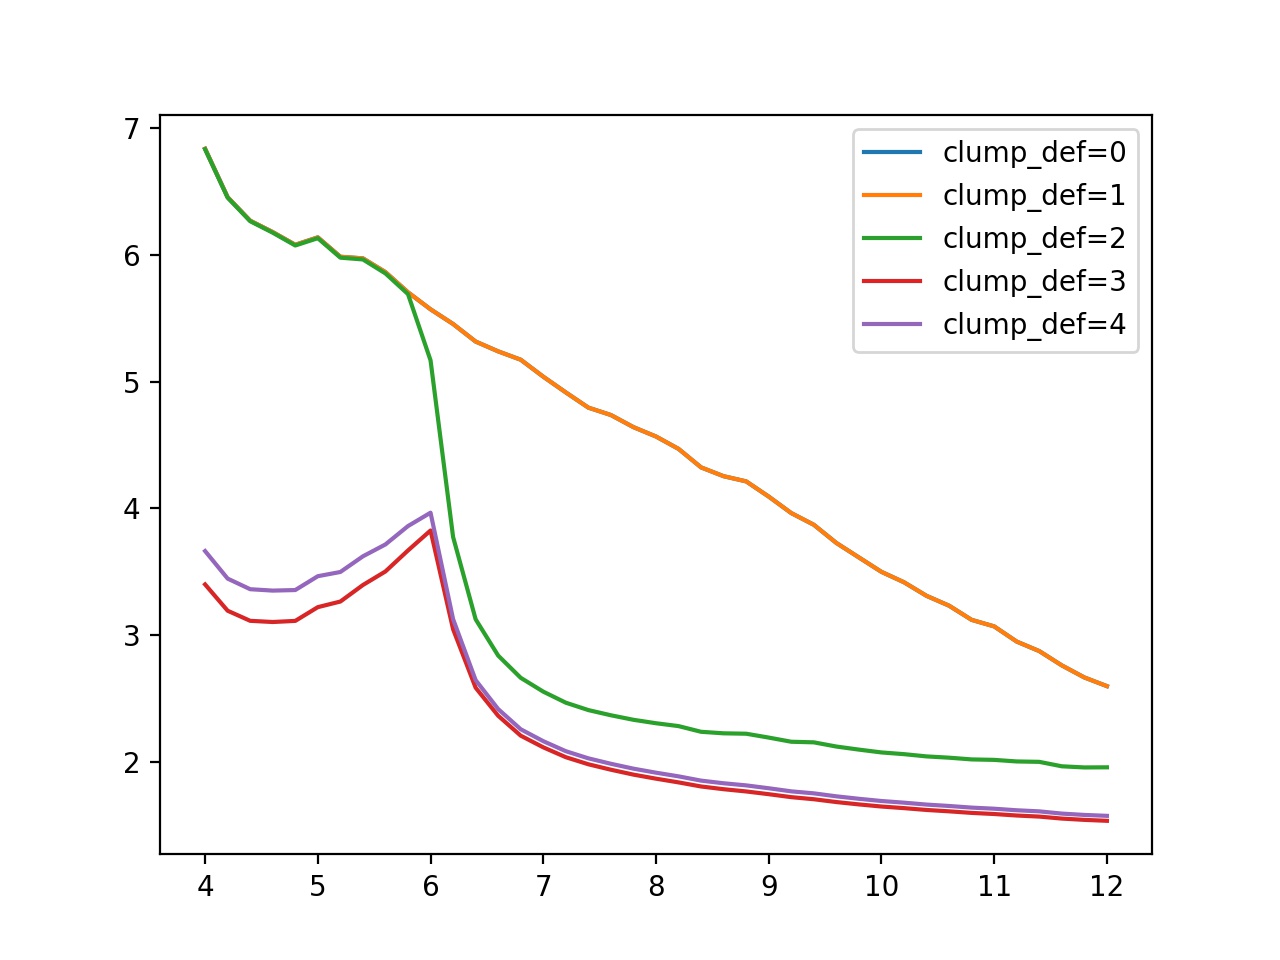 7
6
5
4
3
2
4 5 6 7 8 9 10 11 12
clump_def=0
clump_def=1
clump_def=2
clump_def=3
clump_def=4